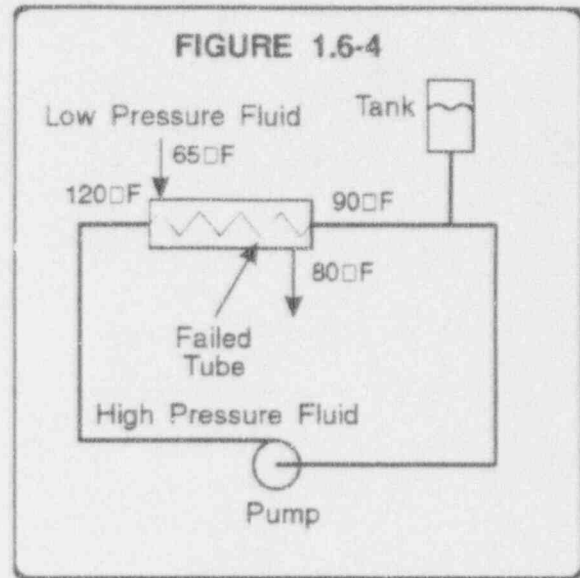 FIGURE 1.6-4
Tank
Low Pressure Fluid
65□F
120□F
90□F
80□F
Failed
Tube
High Pressure Fluid
Pump